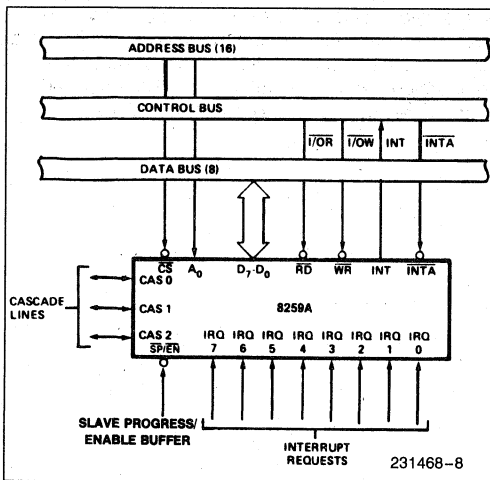 ADDRESS BUS (16)
CONTROL BUS
I/OR I/OW INT INTA
DATA BUS (8)
CS A0 D7-D0 RD WR INT INTA
CASCADE LINES
CAS 0
CAS 1
CAS 2
8259A
SP/EN
IRQ 7 IRQ 6 IRQ 5 IRQ 4 IRQ 3 IRQ 2 IRQ 1 IRQ 0
SLAVE PROGRESS/
ENABLE BUFFER
INTERRUPT
REQUESTS
231468-8